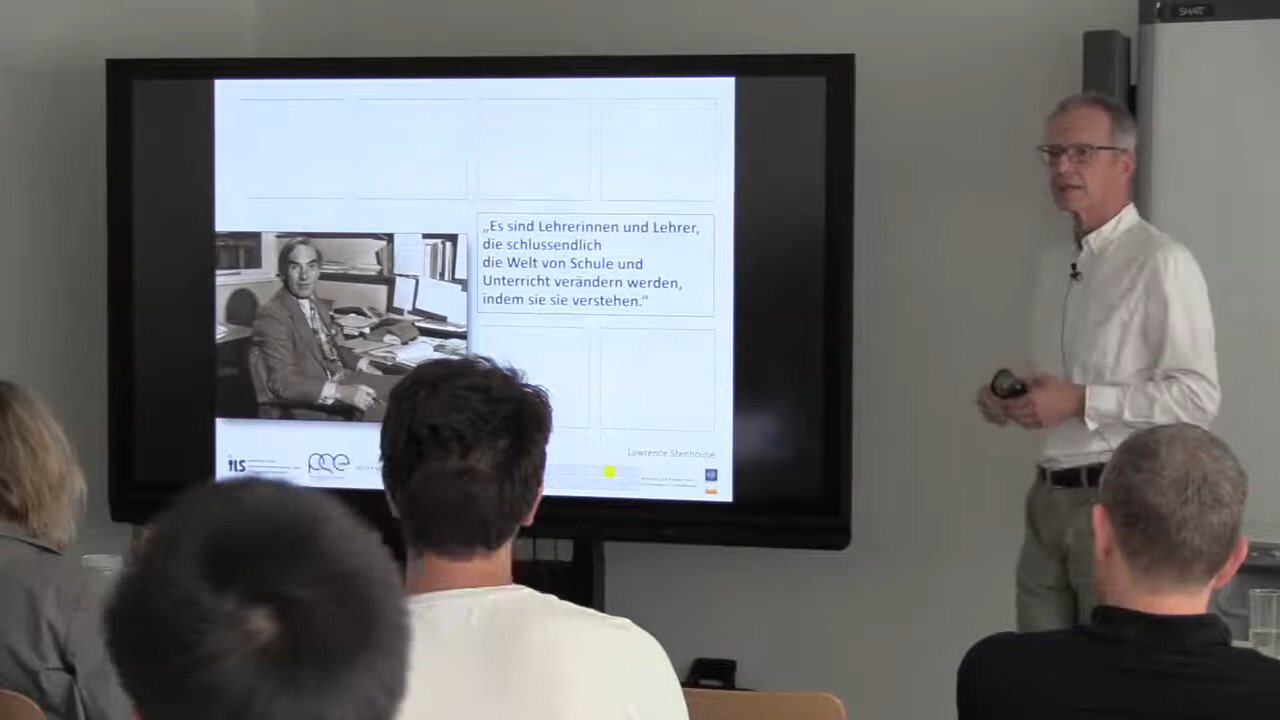 SMART
„Es sind Lehrerinnen und Lehrer,
die schlussendlich
die Welt von Schule und
Unterricht verändern werden,
indem sie sie verstehen.“
Lawrence Stenhouse
ILS